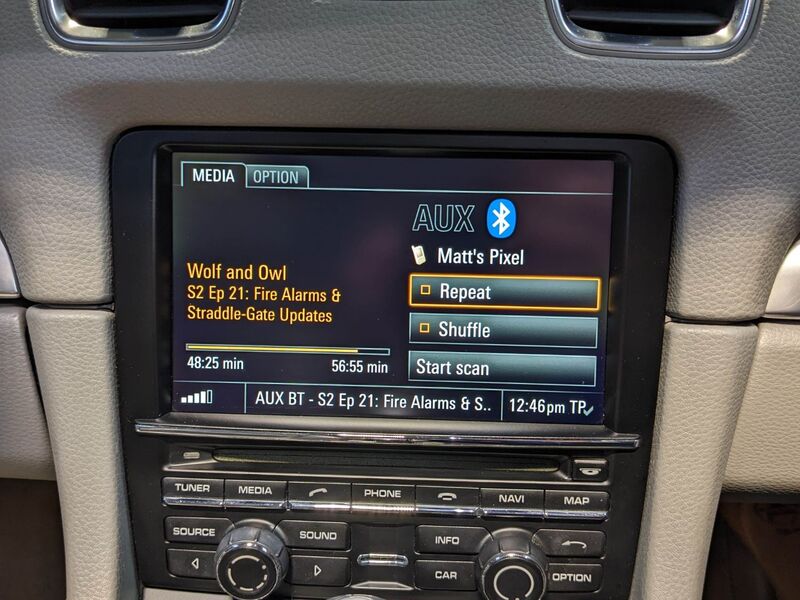 MEDIA
OPTION
AUX
Matt's Pixel
Wolf and Owl
S2 Ep 21: Fire Alarms &
Straddle-Gate Updates
Repeat
Shuffle
Start scan
48:25 min
56:55 min
AUX BT - S2 Ep 21: Fire Alarms & S..
12:46pm TP
TUNER
MEDIA
PHONE
NAVI
MAP
SOURCE
SOUND
INFO
CAR
OPTION